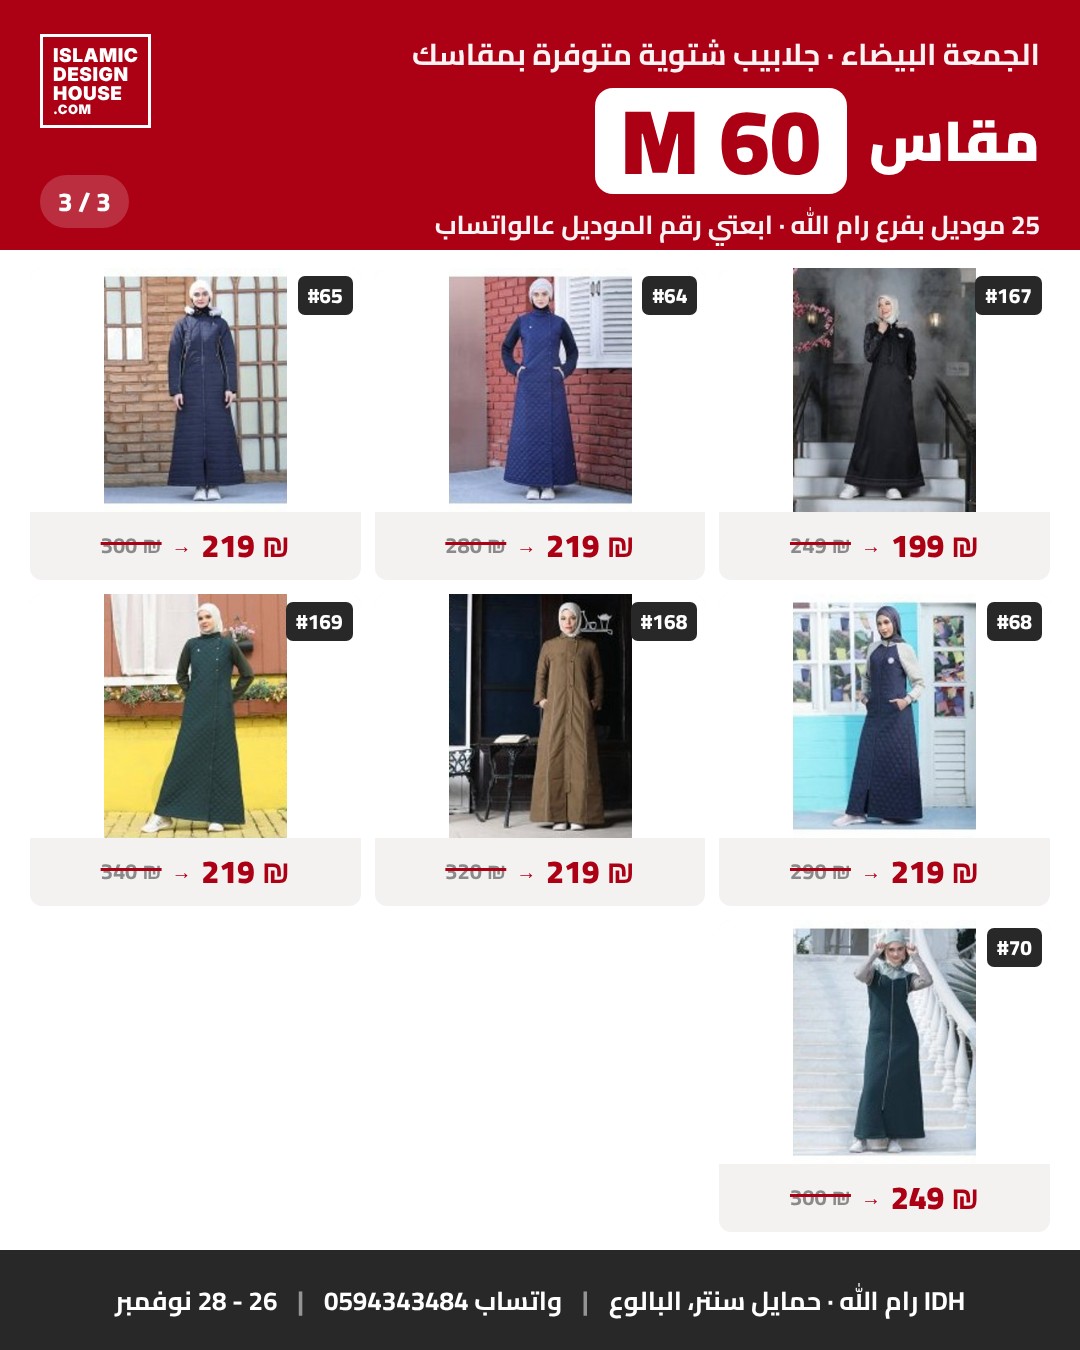 ISLAMIC
DESIGN
HOUSE
.COM
الجمعة البيضاء · جلابيب شتوية متوفرة بمقاسك
مقاس M 60
3 / 3
25 موديل بفرع رام الله · ابعتي رقم الموديل عالواتساب
#167
#64
#65
249 ₪ → 199 ₪
280 ₪ → 219 ₪
300 ₪ → 219 ₪
#68
#168
#169
290 ₪ → 219 ₪
320 ₪ → 219 ₪
340 ₪ → 219 ₪
#70
300 ₪ → 249 ₪
IDH رام الله · حمايل سنتر، البالوع | واتساب 0594343484 | 26 - 28 نوفمبر